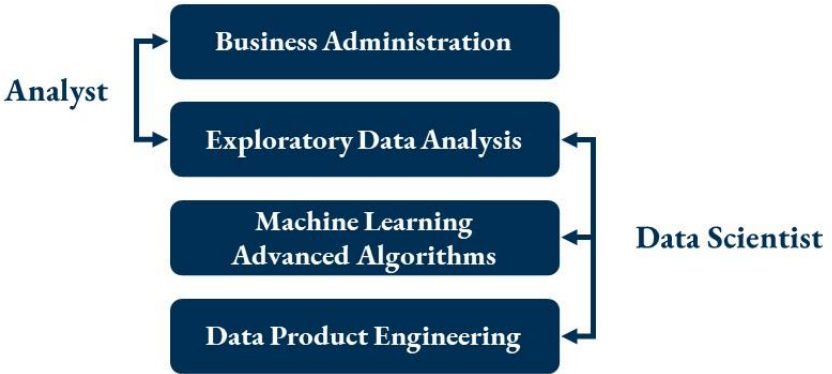 Business Administration
Analyst
Exploratory Data Analysis
Machine Learning
Advanced Algorithms
Data Scientist
Data Product Engineering